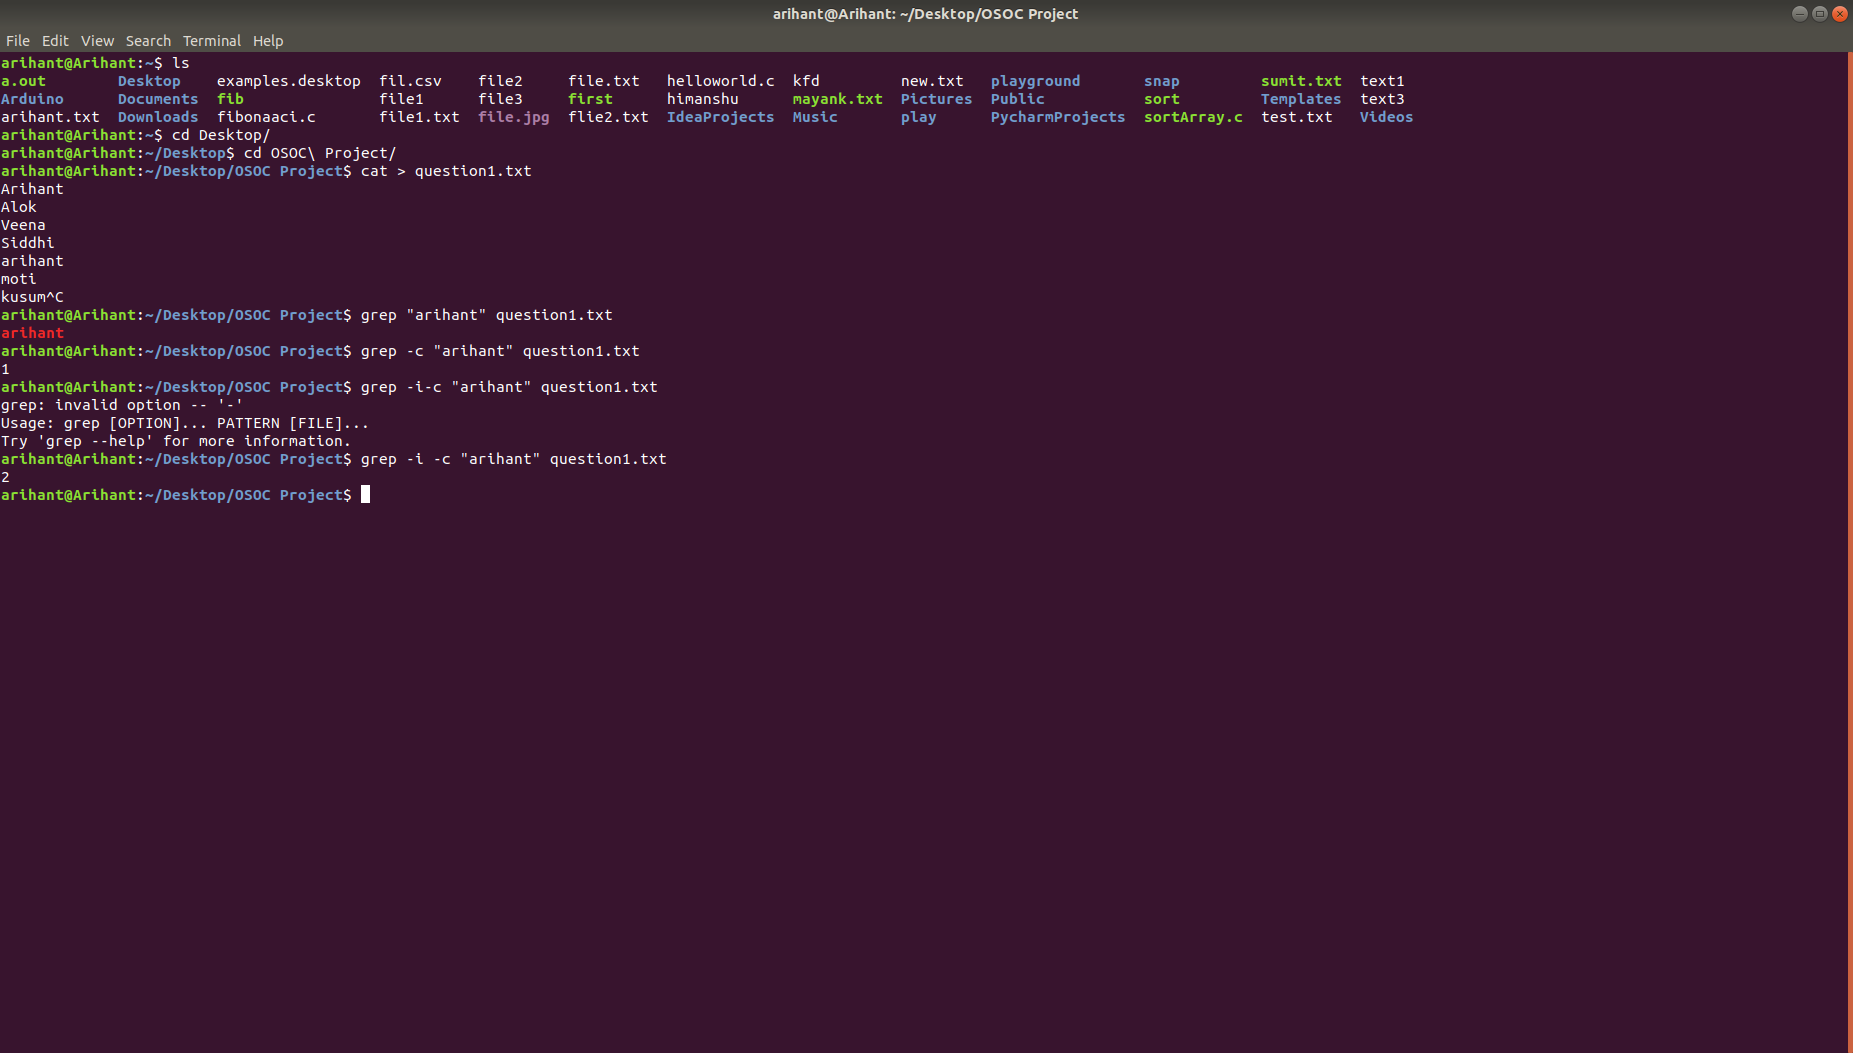 arihant@Arihant: ~/Desktop/OSOC Project
File Edit View Search Terminal Help
arihant@Arihant:~$ ls
a.out        Desktop    examples.desktop  fil.csv    file2     file.txt   helloworld.c  kfd         new.txt   playground      snap         sumit.txt  text1
Arduino      Documents  fib               file1      file3     first      himanshu      mayank.txt  Pictures  Public          sort         Templates  text3
arihant.txt  Downloads  fibonaaci.c       file1.txt  file.jpg  flie2.txt  IdeaProjects  Music       play      PycharmProjects  sortArray.c  test.txt   Videos
arihant@Arihant:~$ cd Desktop/
arihant@Arihant:~/Desktop$ cd OSOC\ Project/
arihant@Arihant:~/Desktop/OSOC Project$ cat > question1.txt
Arihant
Alok
Veena
Siddhi
arihant
moti
kusum^C
arihant@Arihant:~/Desktop/OSOC Project$ grep "arihant" question1.txt
arihant
arihant@Arihant:~/Desktop/OSOC Project$ grep -c "arihant" question1.txt
1
arihant@Arihant:~/Desktop/OSOC Project$ grep -i-c "arihant" question1.txt
grep: invalid option -- '-'
Usage: grep [OPTION]... PATTERN [FILE]...
Try 'grep --help' for more information.
arihant@Arihant:~/Desktop/OSOC Project$ grep -i -c "arihant" question1.txt
2
arihant@Arihant:~/Desktop/OSOC Project$